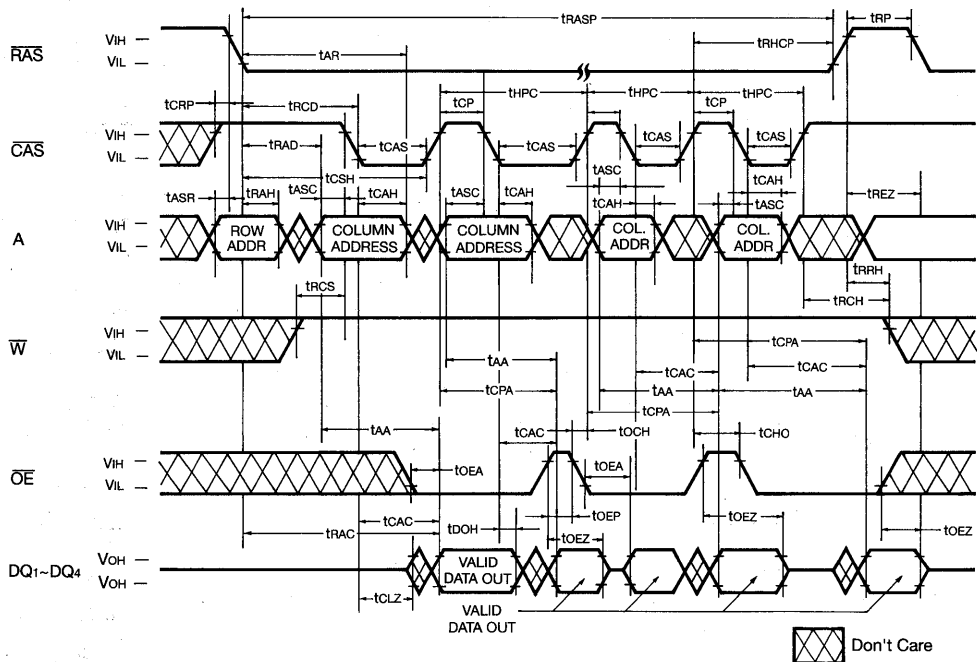 tRASP
tRP
RAS
VIH
VIL
tAR
tRHCP
tCRP
tRCD
tCP
tHPC
tHPC
tCP
tHPC
CAS
VIH
VIL
tRAD
tCAS
tCAS
tCAS
tCAS
tCSH
tASR
tRAH
tASC
tCAH
tASC
tCAH
tASC
tCAH
tCAH
tASC
tREZ
A
VIH
VIL
ROW
ADDR
COLUMN
ADDRESS
COLUMN
ADDRESS
COL.
ADDR
COL.
ADDR
tRRH
tRCH
tRCS
W
VIH
VIL
tAA
tCPA
tCPA
tCAC
tCAC
tAA
tAA
tCPA
tAA
tCAC
tOCH
tCHO
OE
VIH
VIL
tOEA
tOEA
tCAC
tRAC
tDOH
tOEP
tOEZ
tOEZ
tOEZ
DQ1~DQ4
VOH
VOH
VALID
DATA OUT
tCLZ
VALID
DATA OUT
Don't Care